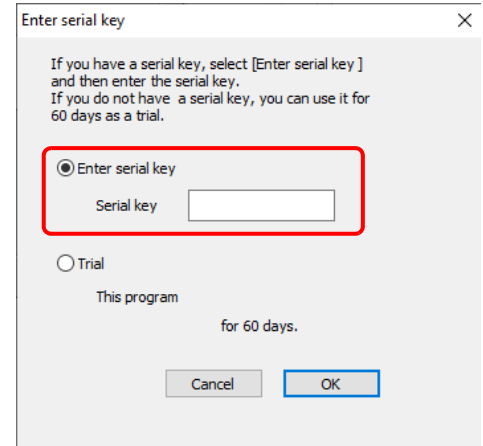 Enter serial key
If you have a serial key, select [Enter serial key ]
and then enter the serial key.
If you do not have  a serial key, you can use it for
60 days as a trial.
Enter serial key
Serial key
Trial
This program
for 60 days.
Cancel OK